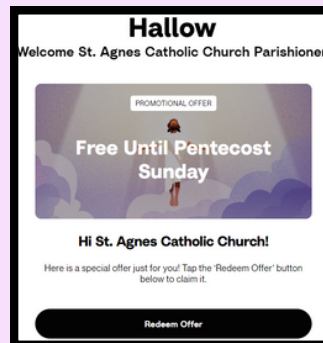 Hallow
Welcome St. Agnes Catholic Church Parishioner
PROMOTIONAL OFFER
Free Until Pentecost
Sunday
Hi St. Agnes Catholic Church!
Here is a special offer just for you! Tap the 'Redeem Offer' button
below to claim it.
Redeem Offer